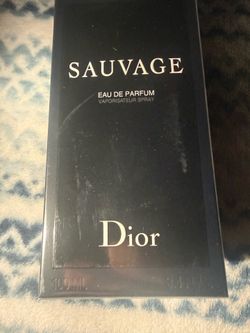 SAUVAGE
EAU DE PARFUM
VAPORISATEUR SPRAY
Dior